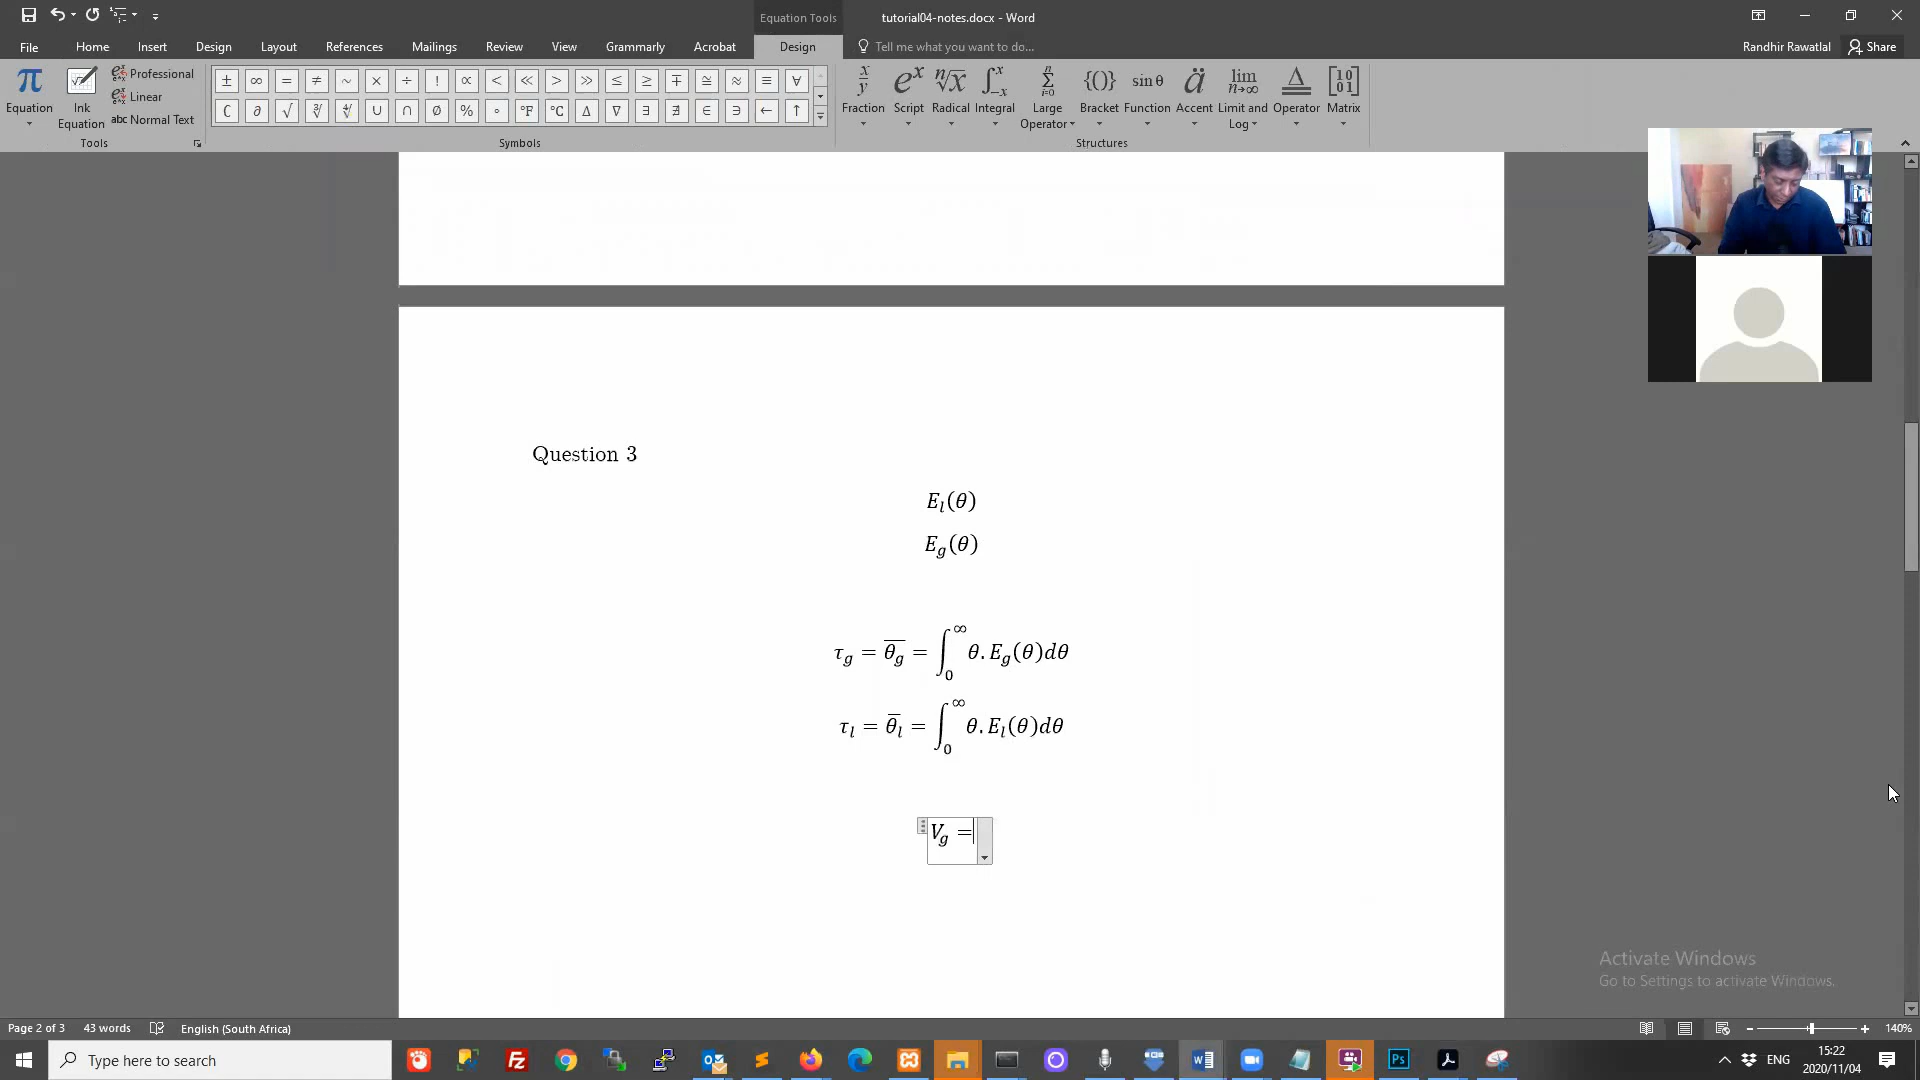 tutorial04-notes.docx - Word
Equation Tools
File Home Insert Design Layout References Mailings Review View Grammarly Acrobat Design Tell me what you want to do...
Randhir Rawatlal Share
Equation
Ink Equation
Professional
Linear
abc Normal Text
Tools
± ∞ = ≠ ~ × ÷ ! ∝ < ≪ > ≫ ≤ ≥ ∓ ≅ ≈ ≡ ∀
∁ ∂ √ ∛ ∜ ∪ ∩ ∅ % ° °F °C ∆ ∇ ∃ ∄ ∈ ∋ ← ↑
Symbols
Fraction Script Radical Integral Large Operator Bracket Function Accent Limit and Log Operator Matrix
Structures
Question 3
E_l(θ)
E_g(θ)
τ_g = \overline{θ_g} = ∫_0^∞ θ. E_g(θ)dθ
τ_l = \overline{θ}_l = ∫_0^∞ θ. E_l(θ)dθ
V_g =
Activate Windows
Go to Settings to activate Windows.
Page 2 of 3 43 words English (South Africa) 140%
Type here to search
ENG
15:22
2020/11/04